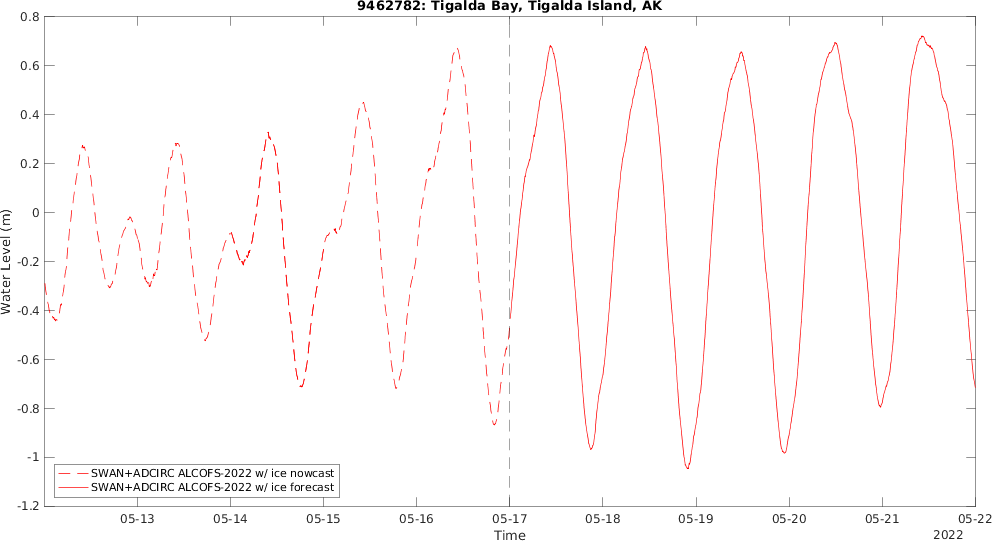 9462782: Tigalda Bay, Tigalda Island, AK
0.8
0.6
0.4
0.2
0
-0.2
-0.4
-0.6
-0.8
-1
-1.2
Water Level (m)
SWAN+ADCIRC ALCOFS-2022 w/ ice nowcast
SWAN+ADCIRC ALCOFS-2022 w/ ice forecast
05-13 05-14 05-15 05-16 05-17 05-18 05-19 05-20 05-21 05-22
Time
2022